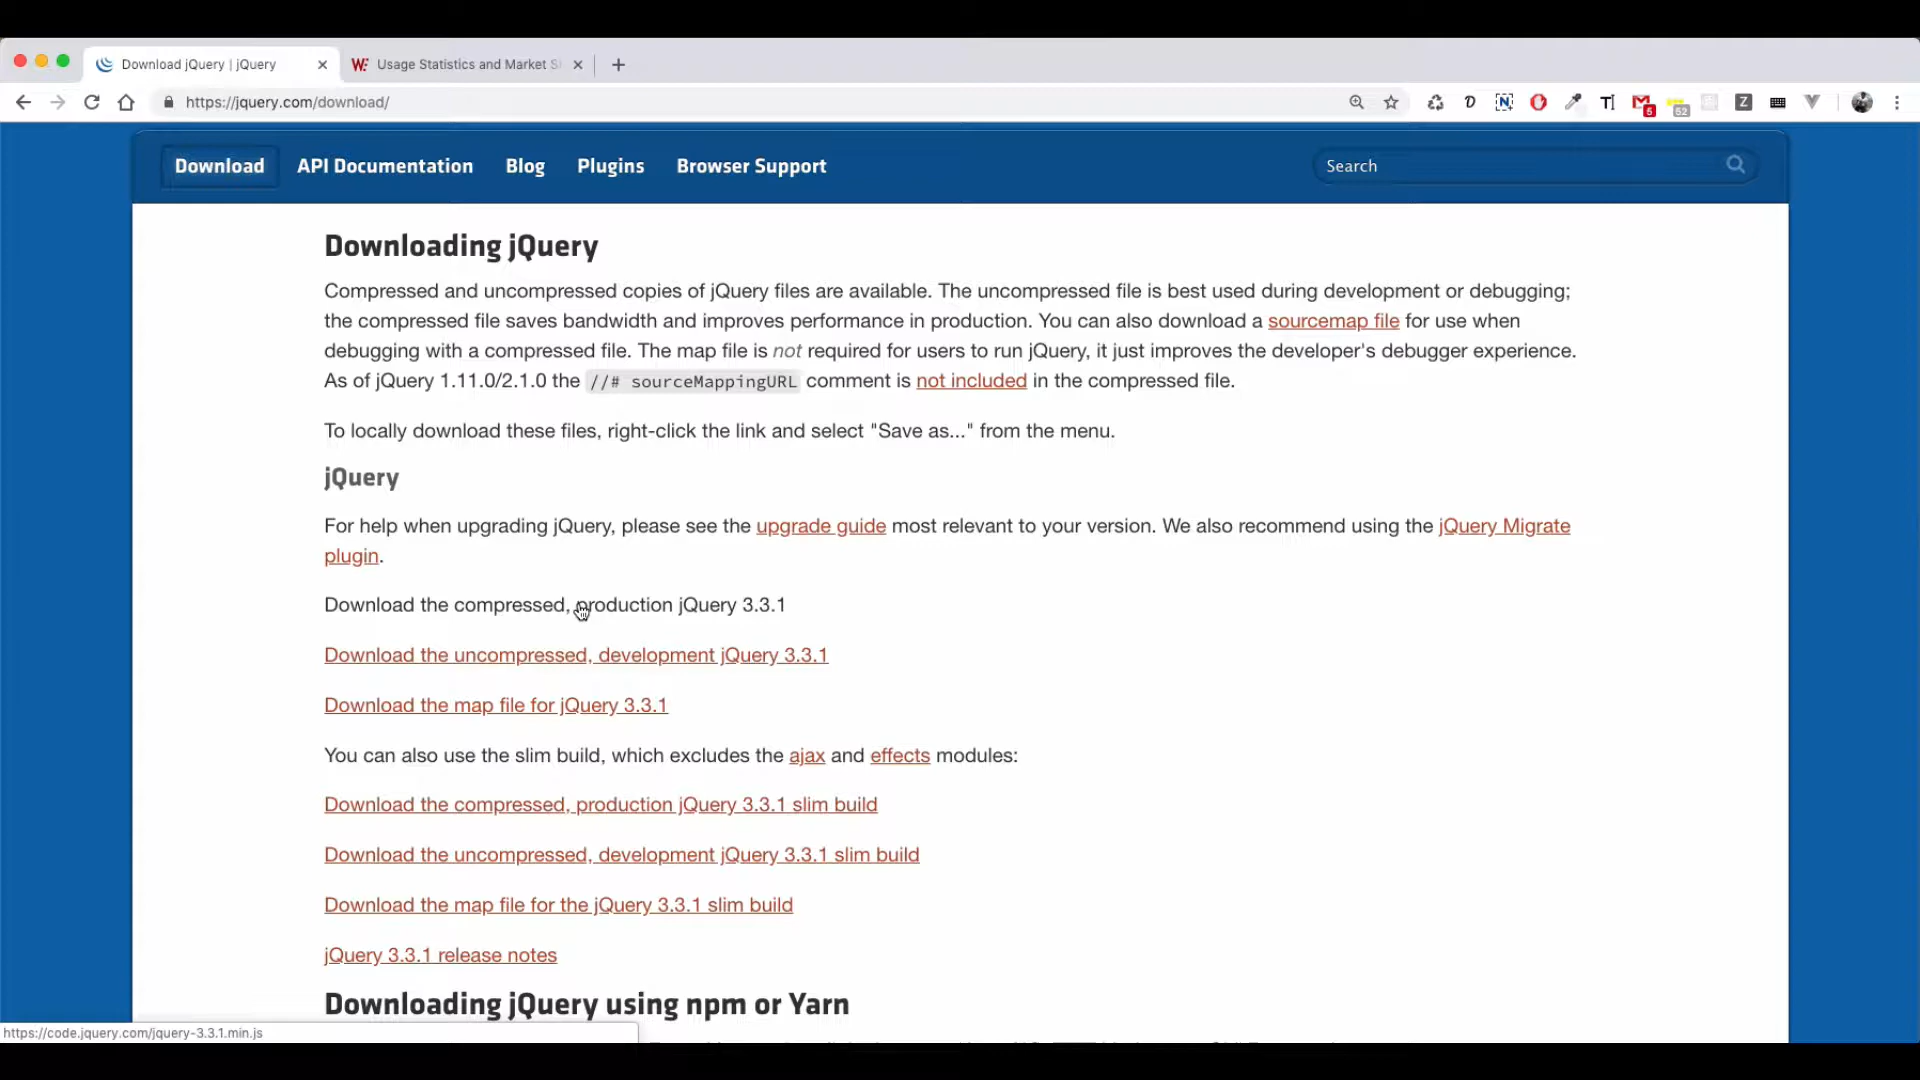 Download jQuery | jQuery
Usage Statistics and Market S
https://jquery.com/download/
Download API Documentation Blog Plugins Browser Support Search
Downloading jQuery
Compressed and uncompressed copies of jQuery files are available. The uncompressed file is best used during development or debugging;
the compressed file saves bandwidth and improves performance in production. You can also download a sourcemap file for use when
debugging with a compressed file. The map file is not required for users to run jQuery, it just improves the developer's debugger experience.
As of jQuery 1.11.0/2.1.0 the //# sourceMappingURL comment is not included in the compressed file.
To locally download these files, right-click the link and select "Save as..." from the menu.
jQuery
For help when upgrading jQuery, please see the upgrade guide most relevant to your version. We also recommend using the jQuery Migrate
plugin.
Download the compressed, production jQuery 3.3.1
Download the uncompressed, development jQuery 3.3.1
Download the map file for jQuery 3.3.1
You can also use the slim build, which excludes the ajax and effects modules:
Download the compressed, production jQuery 3.3.1 slim build
Download the uncompressed, development jQuery 3.3.1 slim build
Download the map file for the jQuery 3.3.1 slim build
jQuery 3.3.1 release notes
Downloading jQuery using npm or Yarn
https://code.jquery.com/jquery-3.3.1.min.js